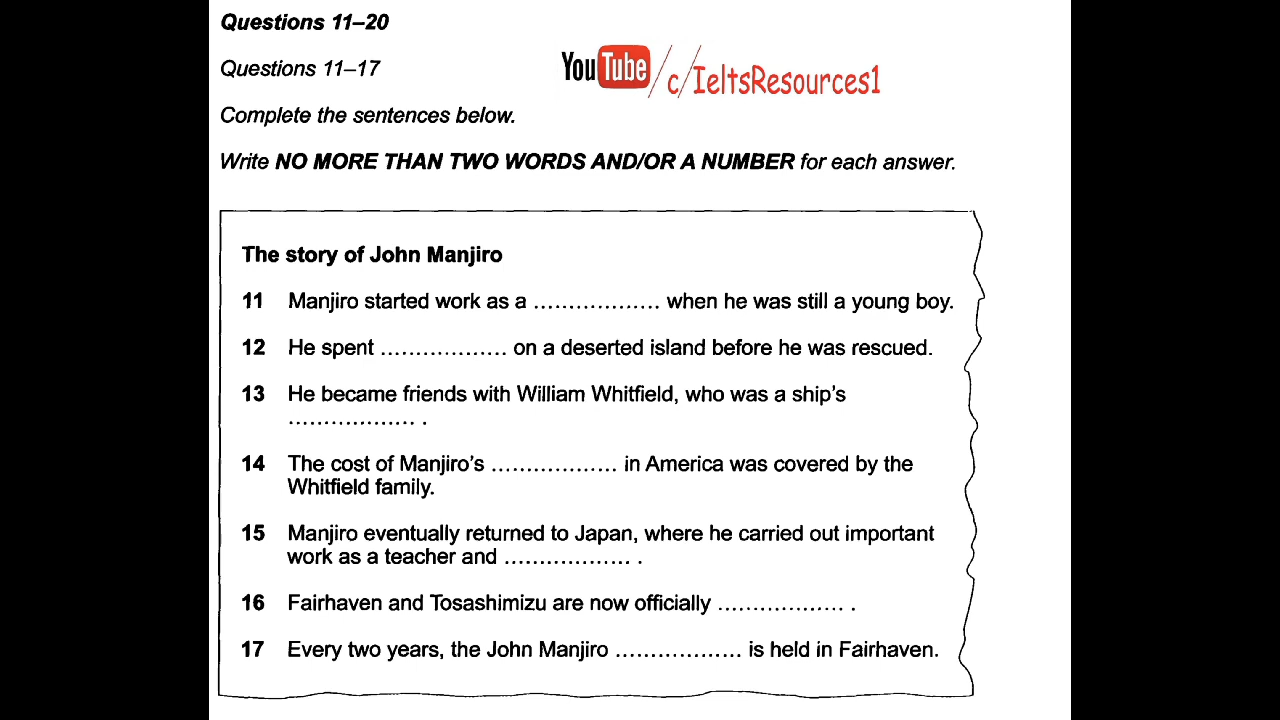 Questions 11–20
YouTube/c/IeltsResources1
Questions 11–17
Complete the sentences below.
Write NO MORE THAN TWO WORDS AND/OR A NUMBER for each answer.
The story of John Manjiro
11 Manjiro started work as a .................. when he was still a young boy.
12 He spent .................. on a deserted island before he was rescued.
13 He became friends with William Whitfield, who was a ship's
.................. .
14 The cost of Manjiro's .................. in America was covered by the
Whitfield family.
15 Manjiro eventually returned to Japan, where he carried out important
work as a teacher and .................. .
16 Fairhaven and Tosashimizu are now officially .................. .
17 Every two years, the John Manjiro .................. is held in Fairhaven.